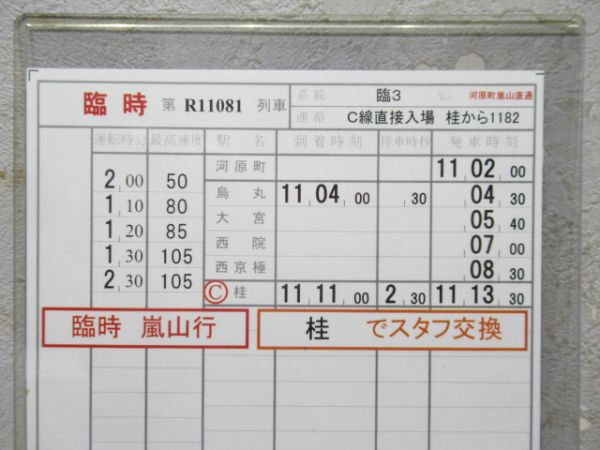 臨時 第 R11081 列車 系統 臨3 No. 河原町嵐山直通
連絡 C線直接入場 桂から1182
運転時分 最高速度 駅名 到着時刻 停車時秒 発車時刻
河原町 11 02 00
2 00 50 烏丸 11 04 00 30 04 30
1 10 80 大宮 05 40
1 20 85 西院 07 00
1 30 105 西京極 08 30
2 30 105 Ⓒ 桂 11 11 00 2 30 11 13 30
臨時 嵐山行 桂 でスタフ交換